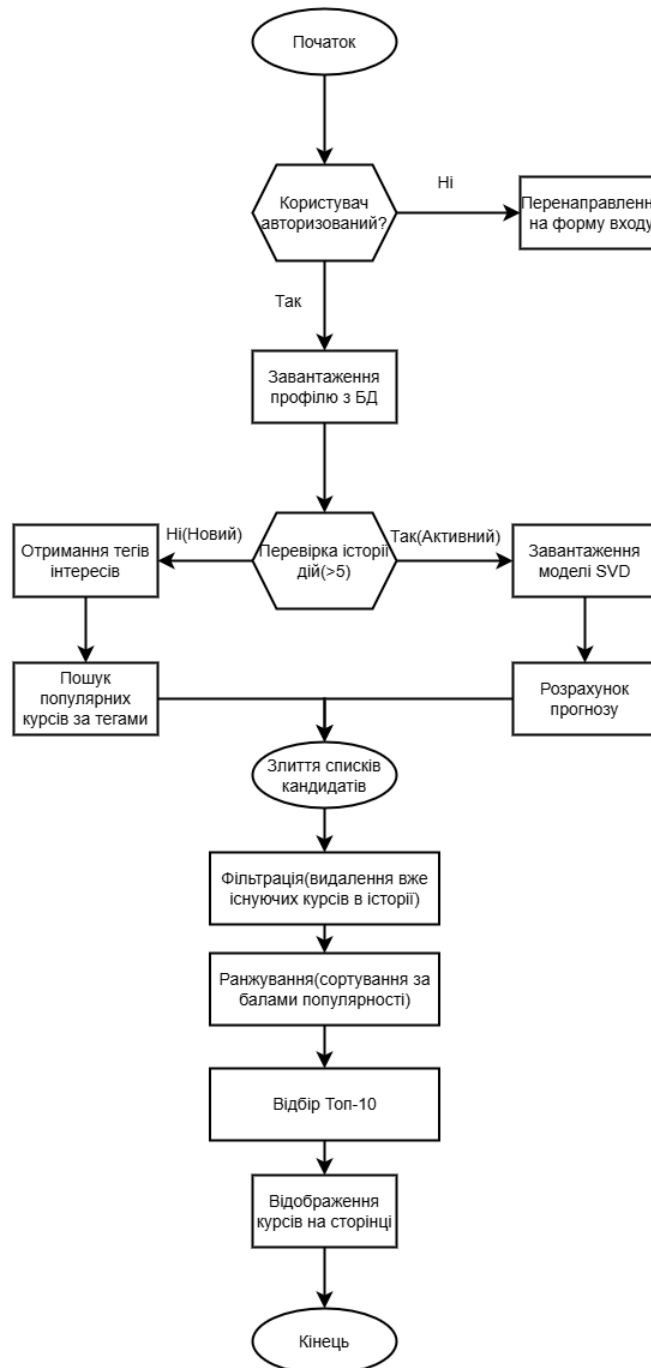 Початок
Користувач
авторизований?
Ні
Перенаправленн
на форму входу
Так
Завантаження
профілю з БД
Отримання тегів
інтересів
Ні(Новий)
Перевірка історії
дій(>5)
Так(Активний)
Завантаження
моделі SVD
Пошук
популярних
курсів за тегами
Розрахунок
прогнозу
Злиття списків
кандидатів
Фільтрація(видалення вже
існуючих курсів в історії)
Ранжування(сортування за
балами популярності)
Відбір Топ-10
Відображення
курсів на сторінці
Кінець